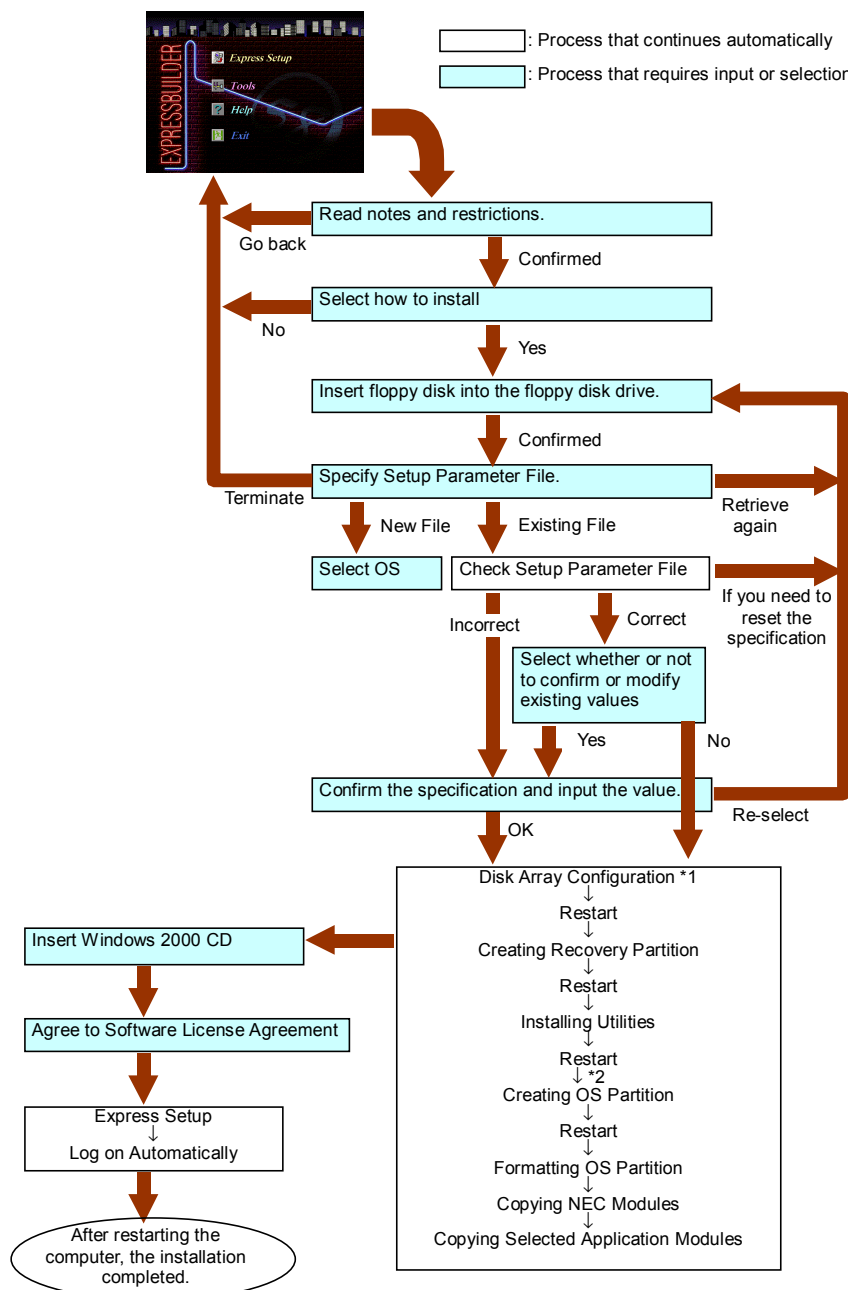 EXPRESSBUILDER
Express Setup
Tools
Help
Exit
: Process that continues automatically
: Process that requires input or selection
Read notes and restrictions.
Go back
Confirmed
Select how to install
No
Yes
Insert floppy disk into the floppy disk drive.
Confirmed
Specify Setup Parameter File.
Terminate
Retrieve
again
New File
Existing File
Select OS
Check Setup Parameter File
If you need to
reset the
specification
Incorrect
Correct
Select whether or not
to confirm or modify
existing values
Yes
No
Confirm the specification and input the value.
Re-select
OK
Disk Array Configuration *1
↓
Restart
↓
Creating Recovery Partition
↓
Restart
↓
Installing Utilities
↓
Restart
↓ *2
Creating OS Partition
↓
Restart
↓
Formatting OS Partition
↓
Copying NEC Modules
↓
Copying Selected Application Modules
Insert Windows 2000 CD
Agree to Software License Agreement
Express Setup
↓
Log on Automatically
After restarting the
computer, the installation
completed.